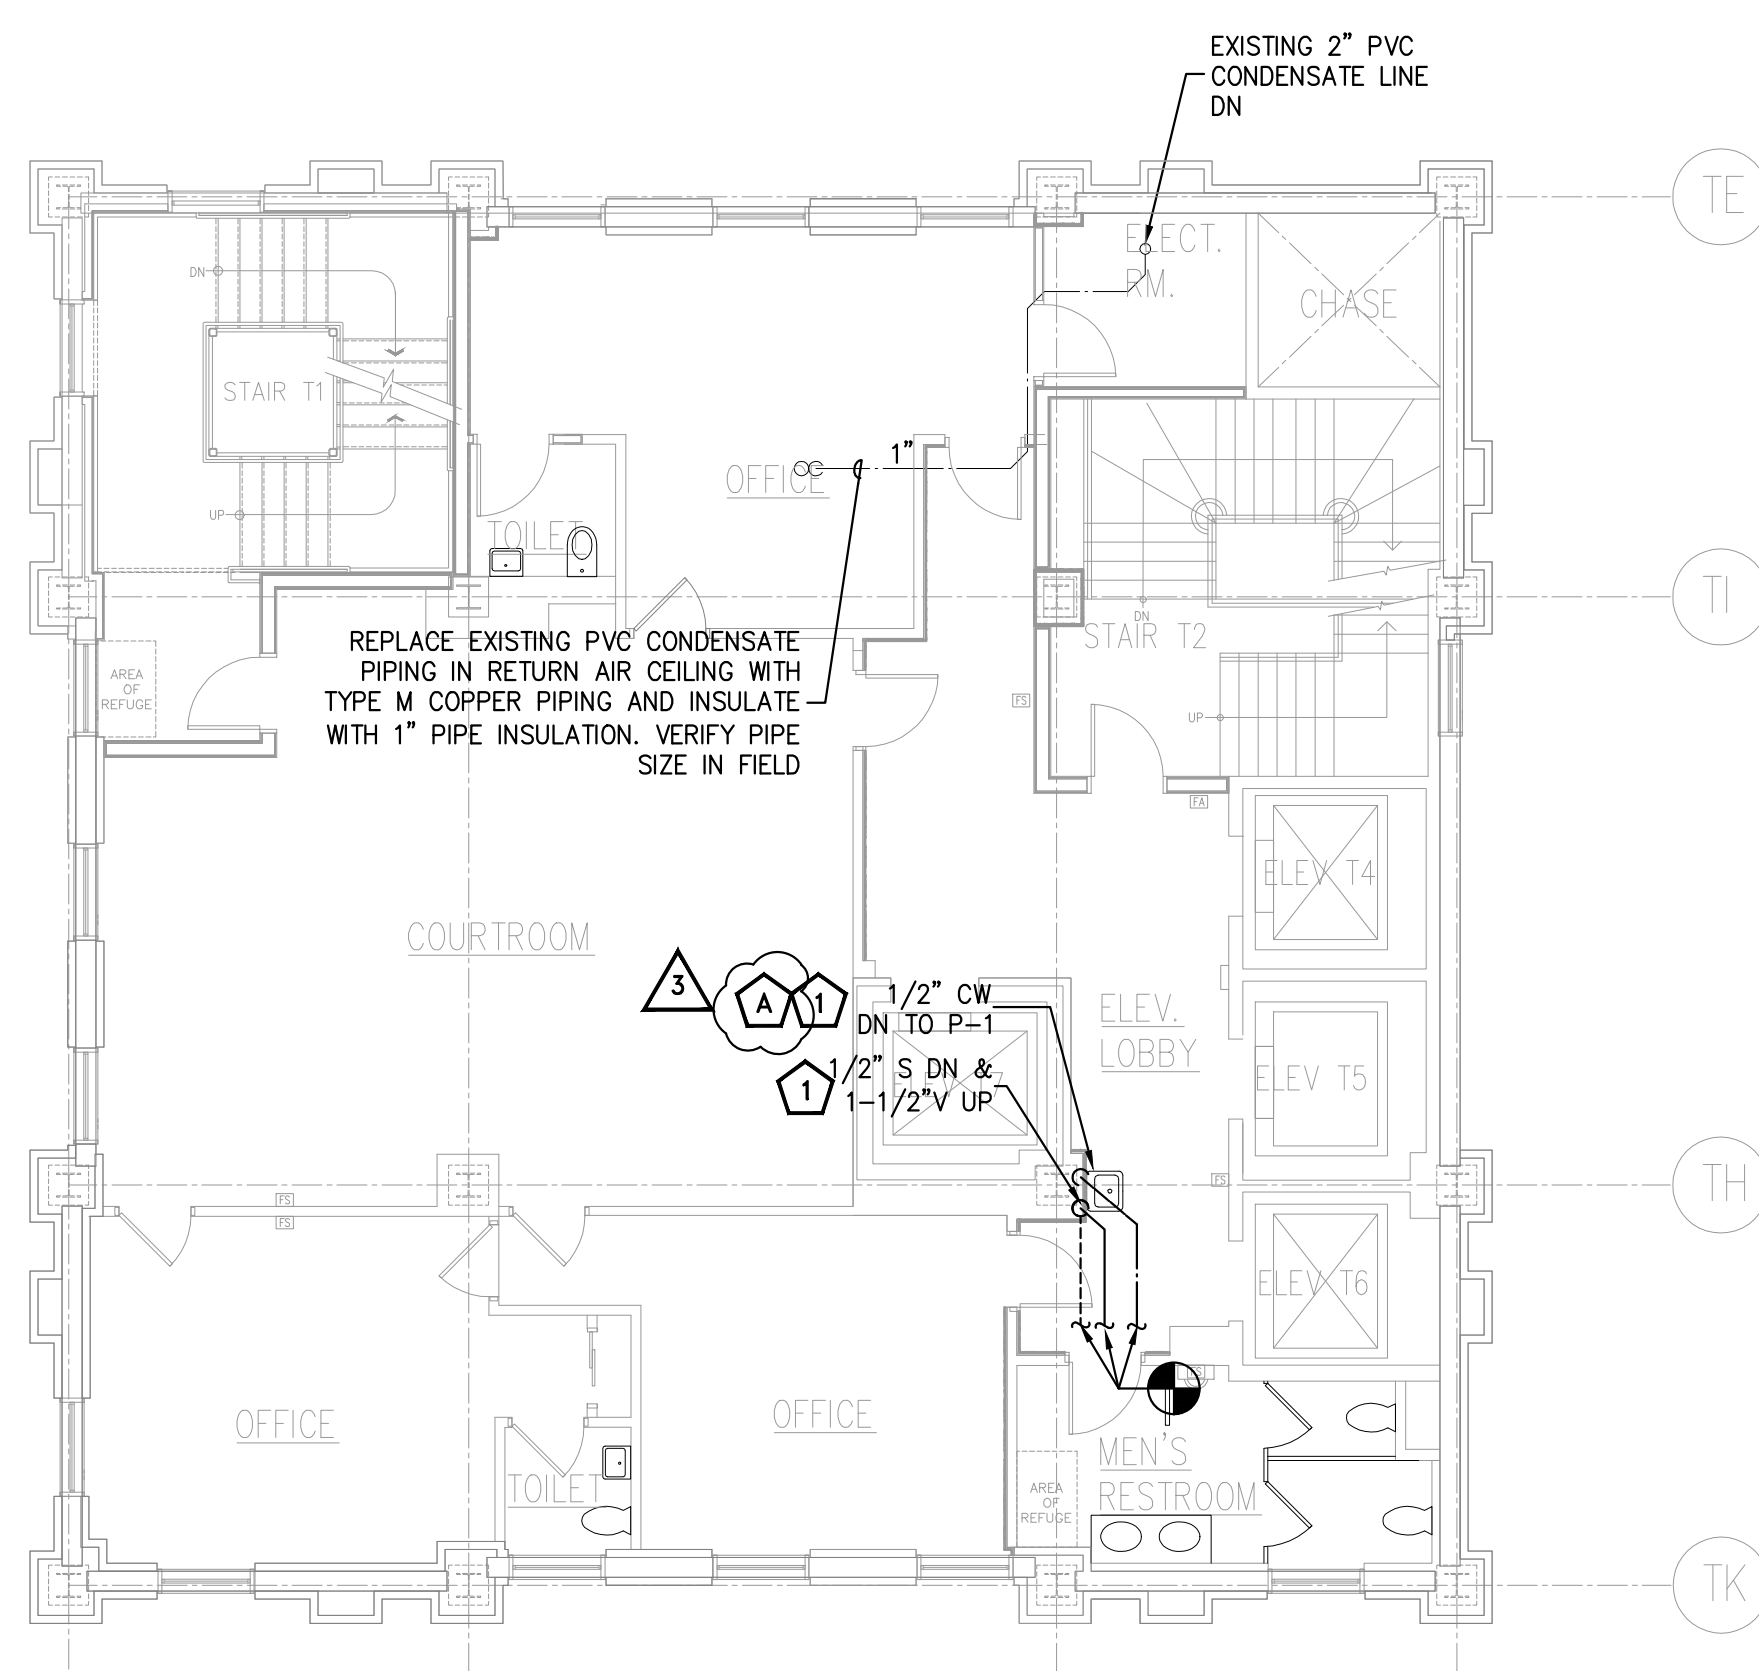 EXISTING 2” PVC
CONDENSATE LINE
DN
TE
ELECT.
RM.
CHASE
DN
STAIR T1
UP
1”
OFFICE
TOILET
TI
DN
STAIR T2
UP
REPLACE EXISTING PVC CONDENSATE
PIPING IN RETURN AIR CEILING WITH
TYPE M COPPER PIPING AND INSULATE
WITH 1” PIPE INSULATION. VERIFY PIPE
SIZE IN FIELD
AREA
OF
REFUGE
FS
FA
ELEV T4
COURTROOM
3
A
1
1/2” CW
DN TO P-1
1
1/2” S DN &
1-1/2”V UP
ELEV T7
ELEV.
LOBBY
ELEV T5
FS
TH
FS
FS
ELEV T6
FS
OFFICE
OFFICE
TOILET
MEN'S
RESTROOM
AREA
OF
REFUGE
TK